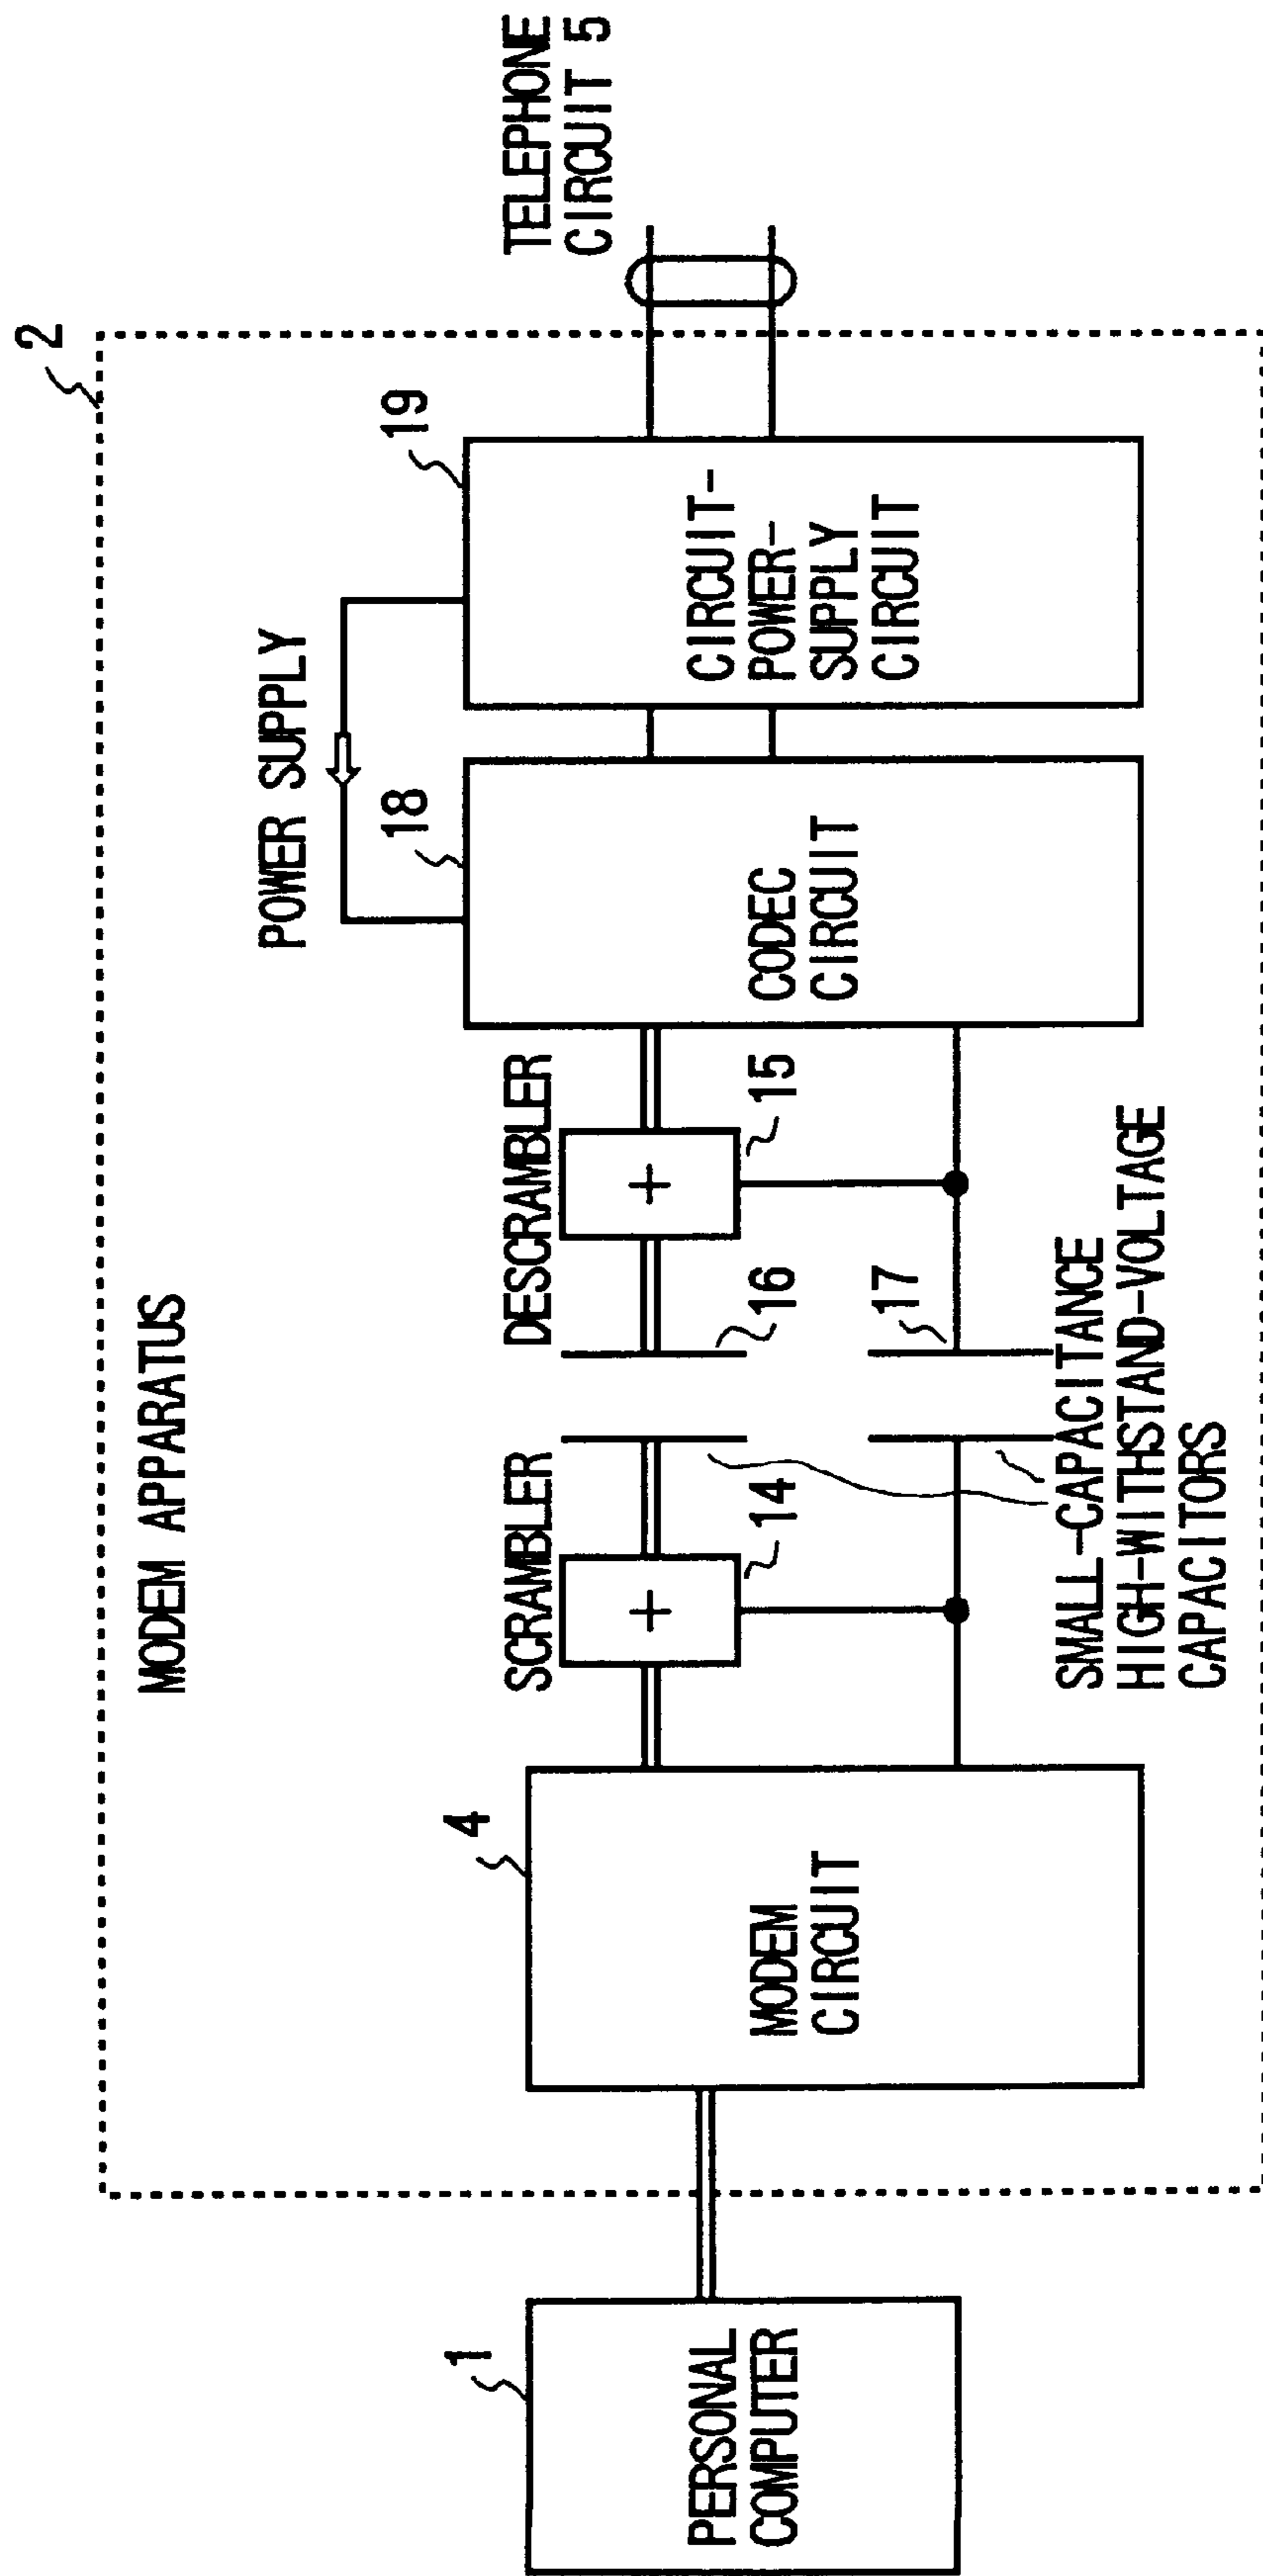 2
MODEM APPARATUS
POWER SUPPLY
TELEPHONE
CIRCUIT 5
1
PERSONAL
COMPUTER
4
MODEM
CIRCUIT
SCRAMBLER
+
14
DESCRAMBLER
+
15
16
17
SMALL-CAPACITANCE
HIGH-WITHSTAND-VOLTAGE
CAPACITORS
18
CODEC
CIRCUIT
19
CIRCUIT-
POWER-
SUPPLY
CIRCUIT